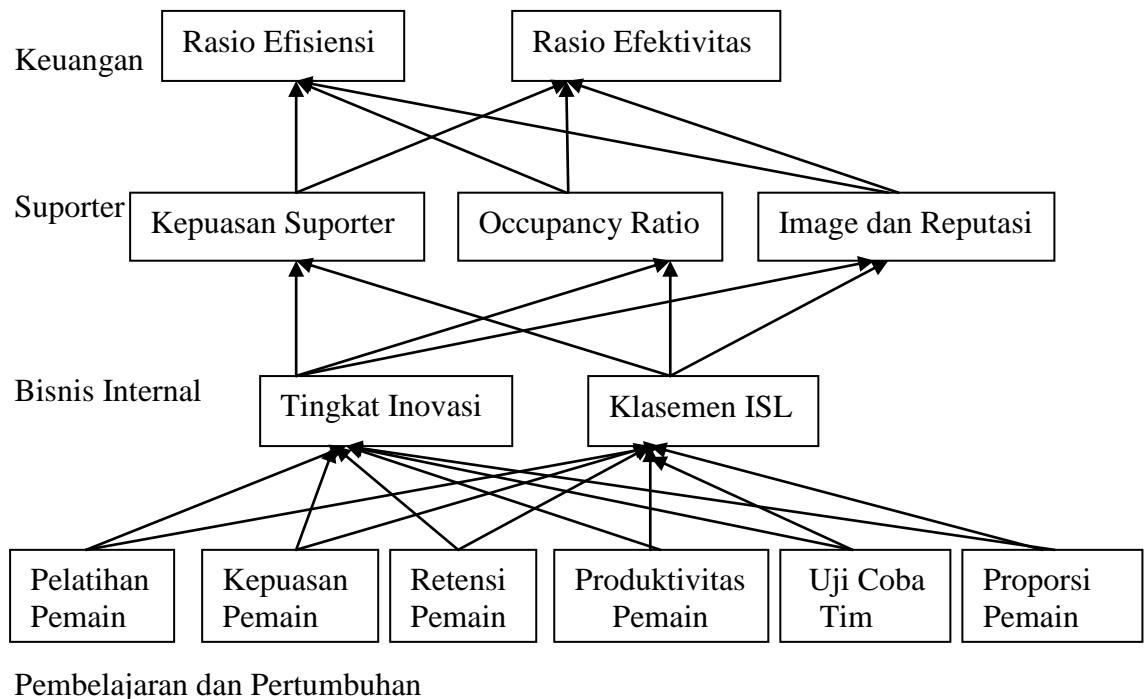 Rasio Efisiensi
Rasio Efektivitas
Keuangan
Suporter
Kepuasan Suporter
Occupancy Ratio
Image dan Reputasi
Bisnis Internal
Tingkat Inovasi
Klasemen ISL
Pelatihan
Pemain
Kepuasan
Pemain
Retensi
Pemain
Produktivitas
Pemain
Uji Coba
Tim
Proporsi
Pemain
Pembelajaran dan Pertumbuhan